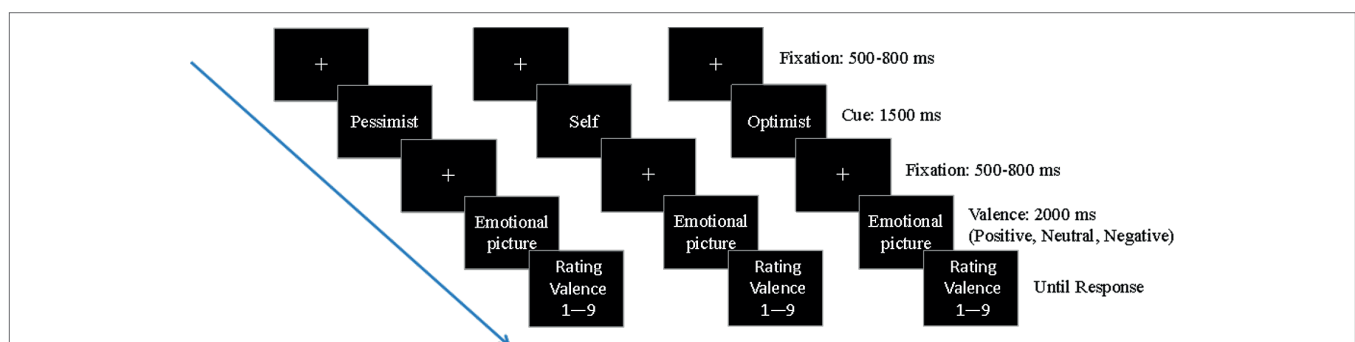 + + + Fixation: 500-800 ms
Pessimist Self Optimist Cue: 1500 ms
+ + + Fixation: 500-800 ms
Emotional picture Emotional picture Emotional picture Valence: 2000 ms
(Positive, Neutral, Negative)
Rating Valence 1—9 Rating Valence 1—9 Rating Valence 1—9 Until Response